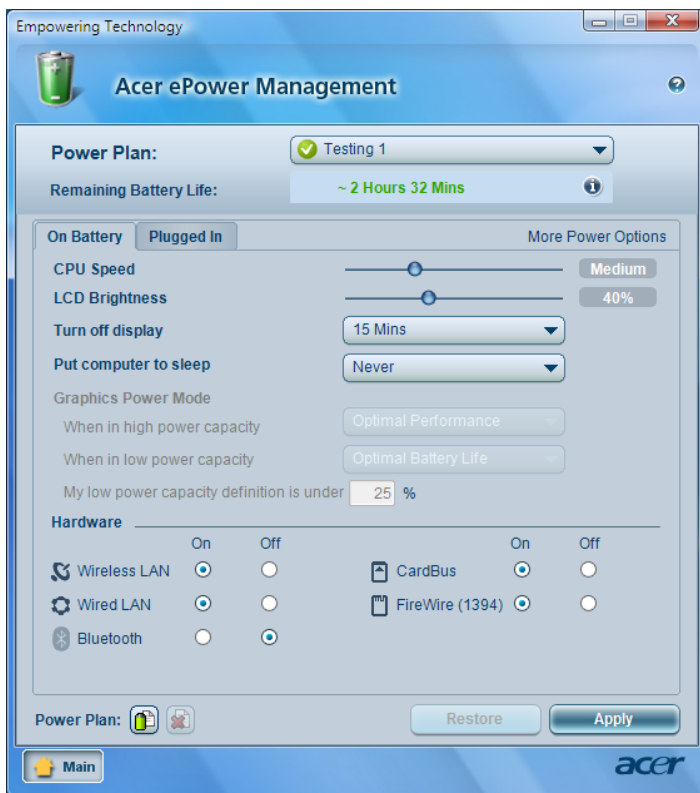 Empowering Technology
Acer ePower Management
Power Plan: Testing 1
Remaining Battery Life: ~ 2 Hours 32 Mins
On Battery Plugged In More Power Options
CPU Speed Medium
LCD Brightness 40%
Turn off display 15 Mins
Put computer to sleep Never
Graphics Power Mode
When in high power capacity Optimal Performance
When in low power capacity Optimal Battery Life
My low power capacity definition is under 25 %
Hardware
On Off On Off
Wireless LAN CardBus
Wired LAN FireWire (1394)
Bluetooth
Power Plan: Restore Apply
Main acer